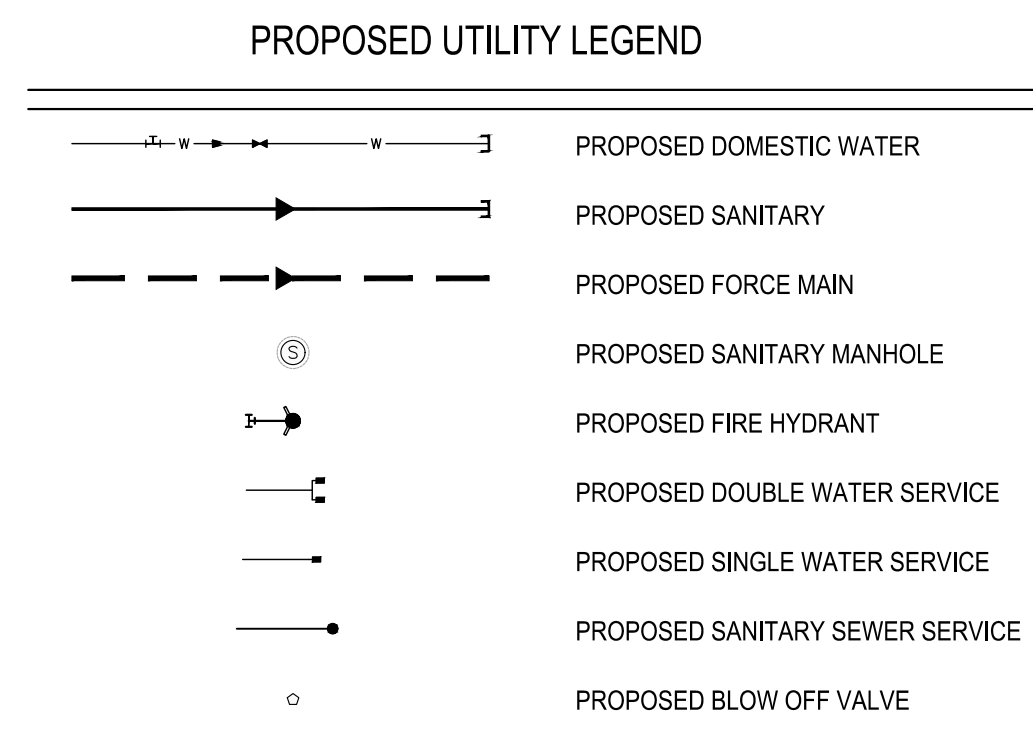 PROPOSED UTILITY LEGEND
W W PROPOSED DOMESTIC WATER
PROPOSED SANITARY
PROPOSED FORCE MAIN
S PROPOSED SANITARY MANHOLE
PROPOSED FIRE HYDRANT
PROPOSED DOUBLE WATER SERVICE
PROPOSED SINGLE WATER SERVICE
PROPOSED SANITARY SEWER SERVICE
PROPOSED BLOW OFF VALVE